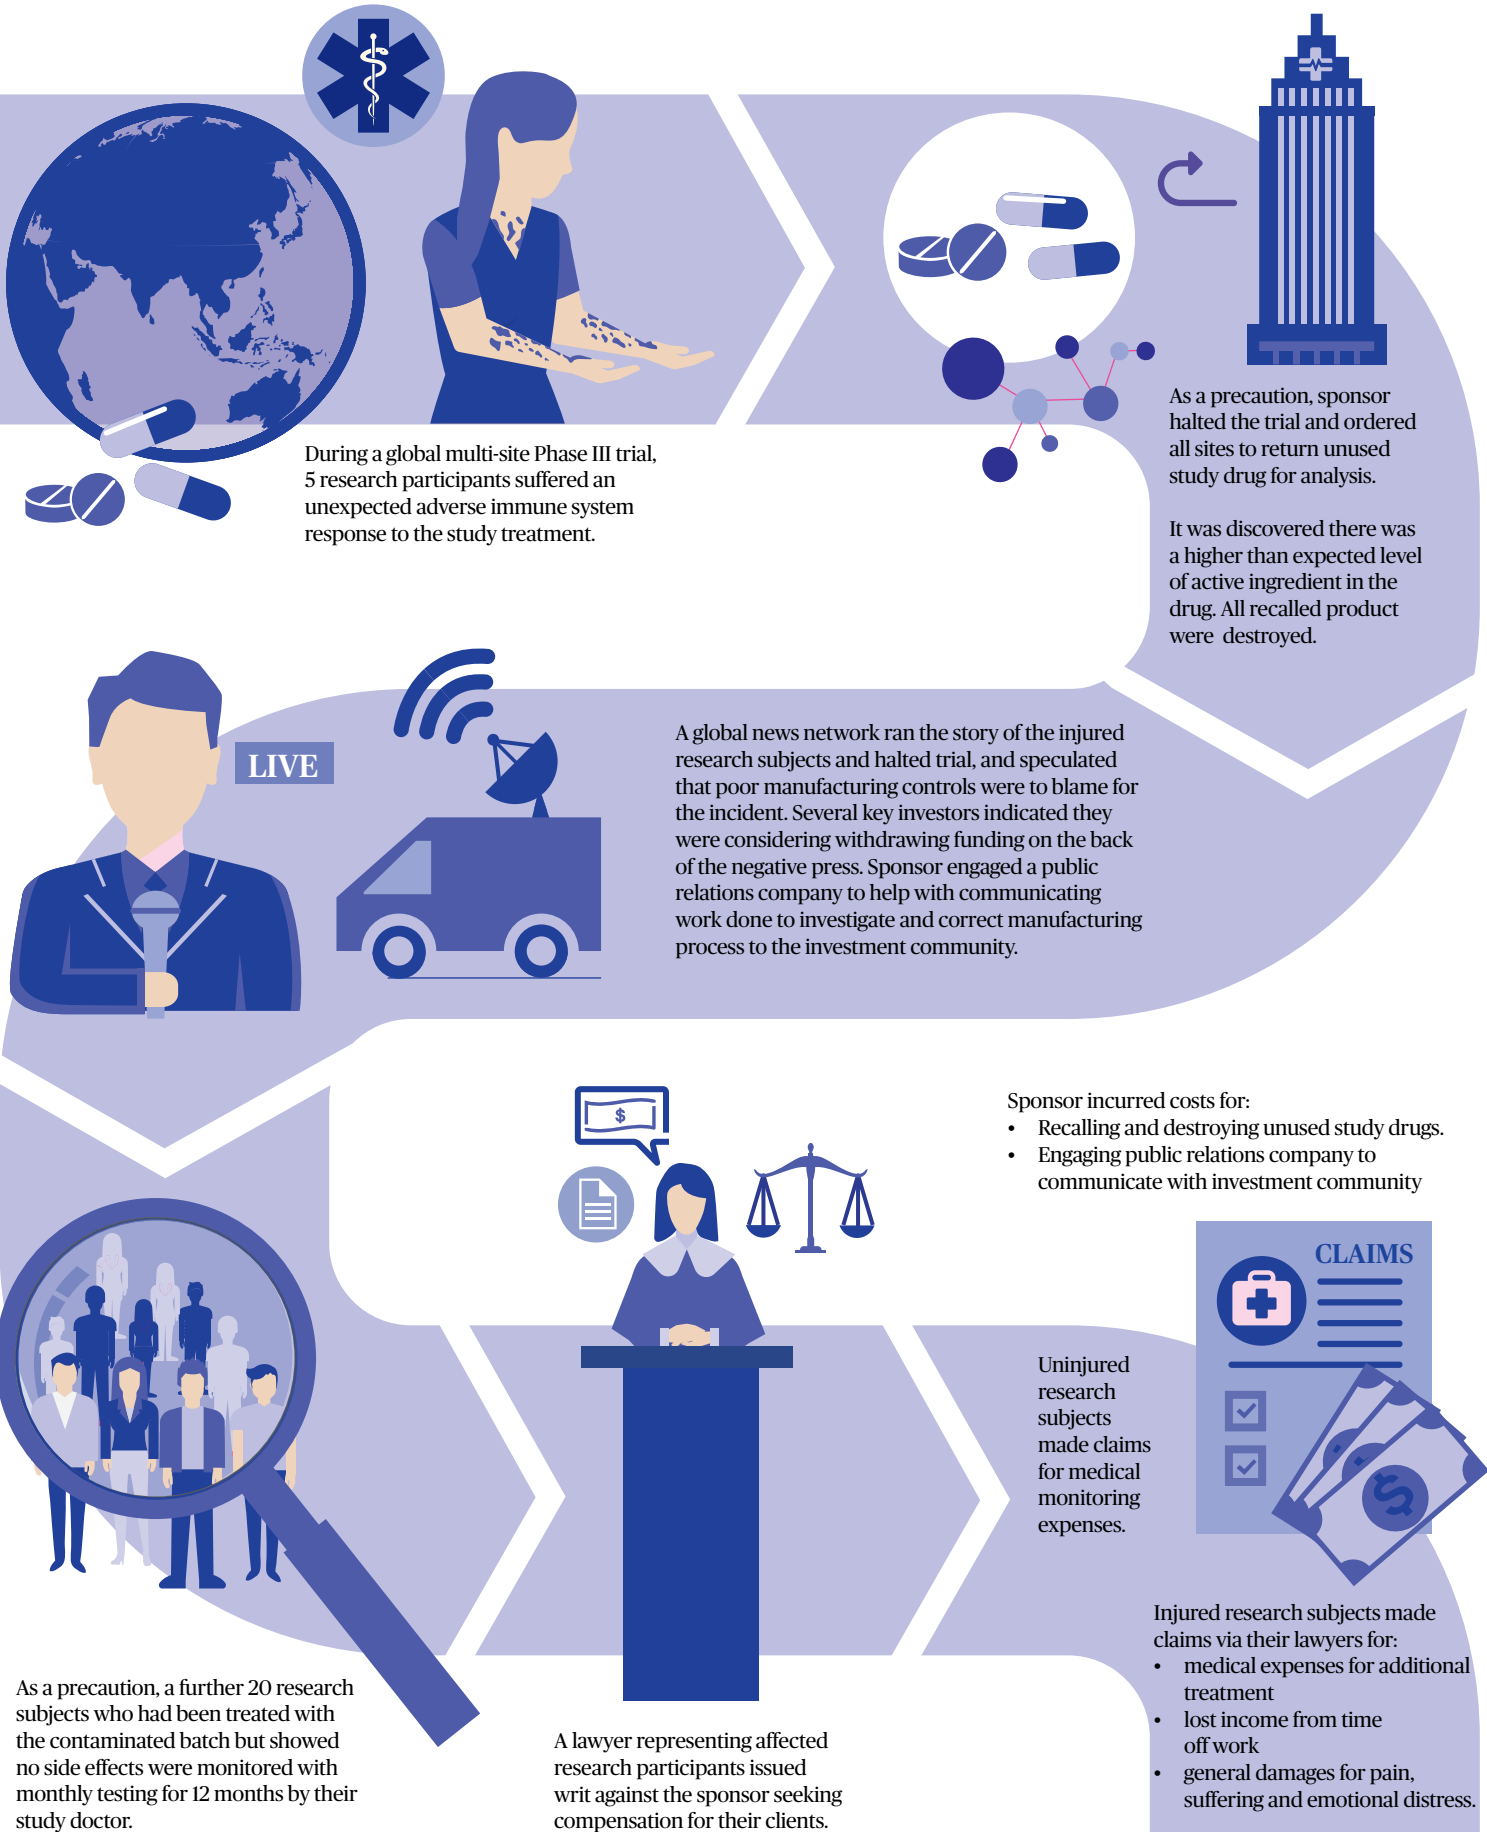 During a global multi-site Phase III trial,
5 research participants suffered an
unexpected adverse immune system
response to the study treatment.
As a precaution, sponsor
halted the trial and ordered
all sites to return unused
study drug for analysis.
It was discovered there was
a higher than expected level
of active ingredient in the
drug. All recalled product
were destroyed.
LIVE
A global news network ran the story of the injured
research subjects and halted trial, and speculated
that poor manufacturing controls were to blame for
the incident. Several key investors indicated they
were considering withdrawing funding on the back
of the negative press. Sponsor engaged a public
relations company to help with communicating
work done to investigate and correct manufacturing
process to the investment community.
As a precaution, a further 20 research
subjects who had been treated with
the contaminated batch but showed
no side effects were monitored with
monthly testing for 12 months by their
study doctor.
$
A lawyer representing affected
research participants issued
writ against the sponsor seeking
compensation for their clients.
Sponsor incurred costs for:
• Recalling and destroying unused study drugs.
• Engaging public relations company to
communicate with investment community
CLAIMS
$
Uninjured
research
subjects
made claims
for medical
monitoring
expenses.
Injured research subjects made
claims via their lawyers for:
• medical expenses for additional
treatment
• lost income from time
off work
• general damages for pain,
suffering and emotional distress.